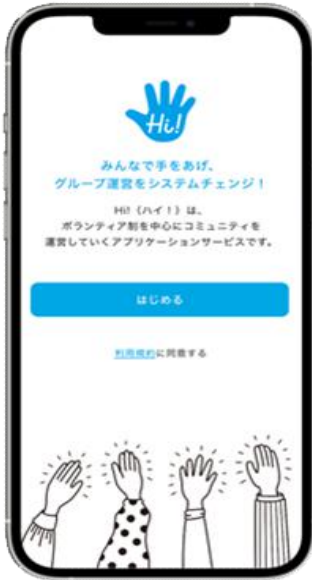 Hi!
みんなで手をあげ、
グループ運営をシステムチェンジ！
Hi!（ハイ！）は、
ボランティア制を中心にコミュニティを
運営していくアプリケーションサービスです。
はじめる
利用規約に同意する